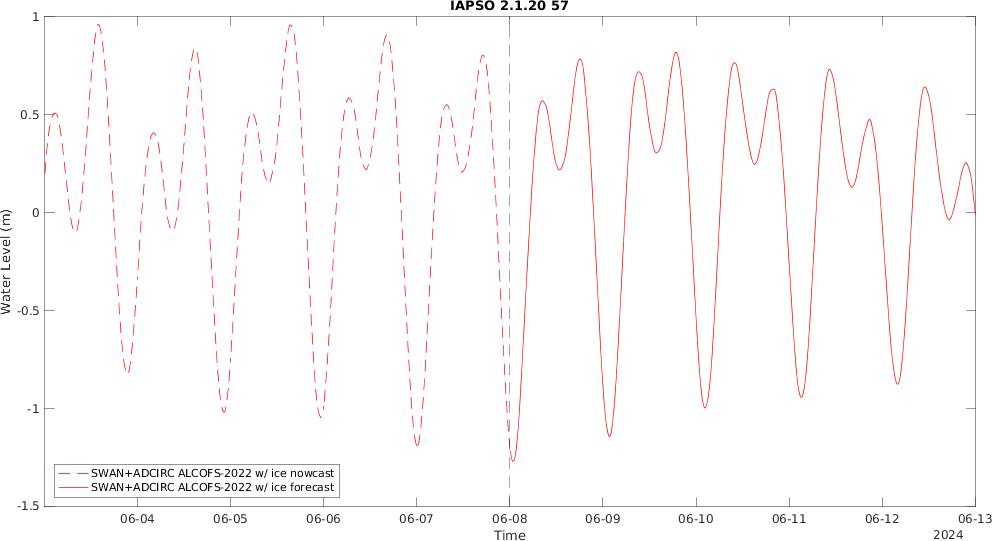 IAPSO 2.1.20 57
Water Level (m)
1
0.5
0
-0.5
-1
-1.5
SWAN+ADCIRC ALCOFS-2022 w/ ice nowcast
SWAN+ADCIRC ALCOFS-2022 w/ ice forecast
06-04 06-05 06-06 06-07 06-08 06-09 06-10 06-11 06-12 06-13
Time
2024